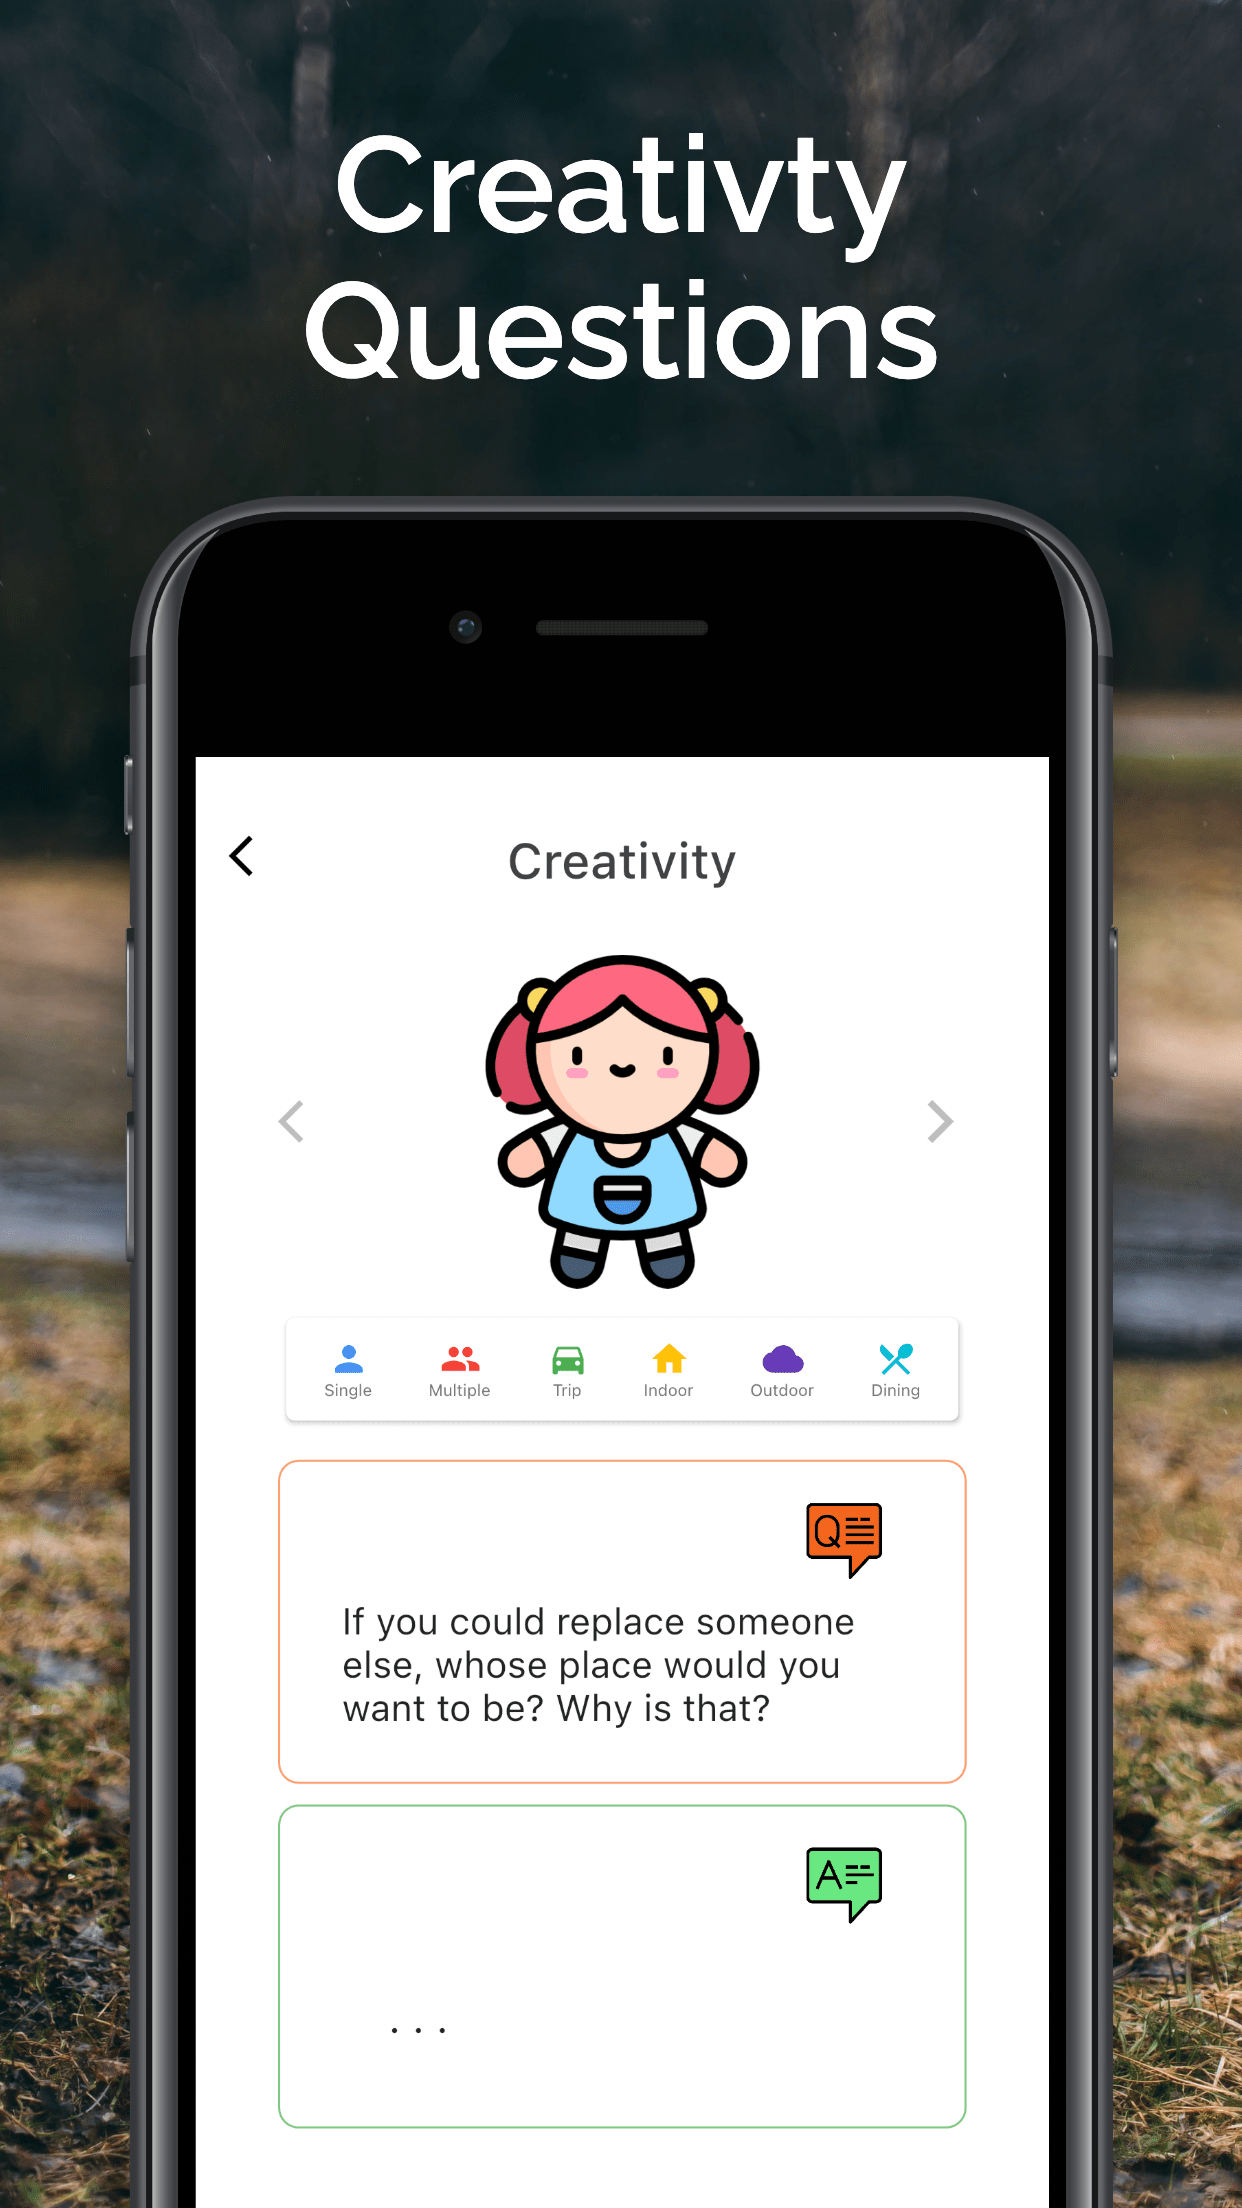 Creativty
Questions
Creativity
Single Multiple Trip Indoor Outdoor Dining
Q
If you could replace someone
else, whose place would you
want to be? Why is that?
A
...